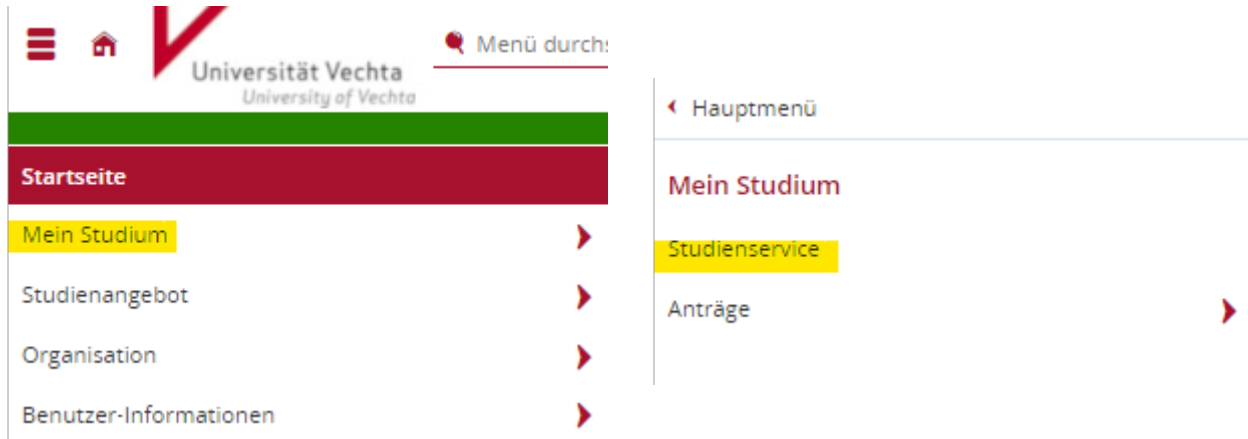 Menü durchs
Universität Vechta
University of Vechta
Startseite
Mein Studium
Studienangebot
Organisation
Benutzer-Informationen
Hauptmenü
Mein Studium
Studienservice
Anträge